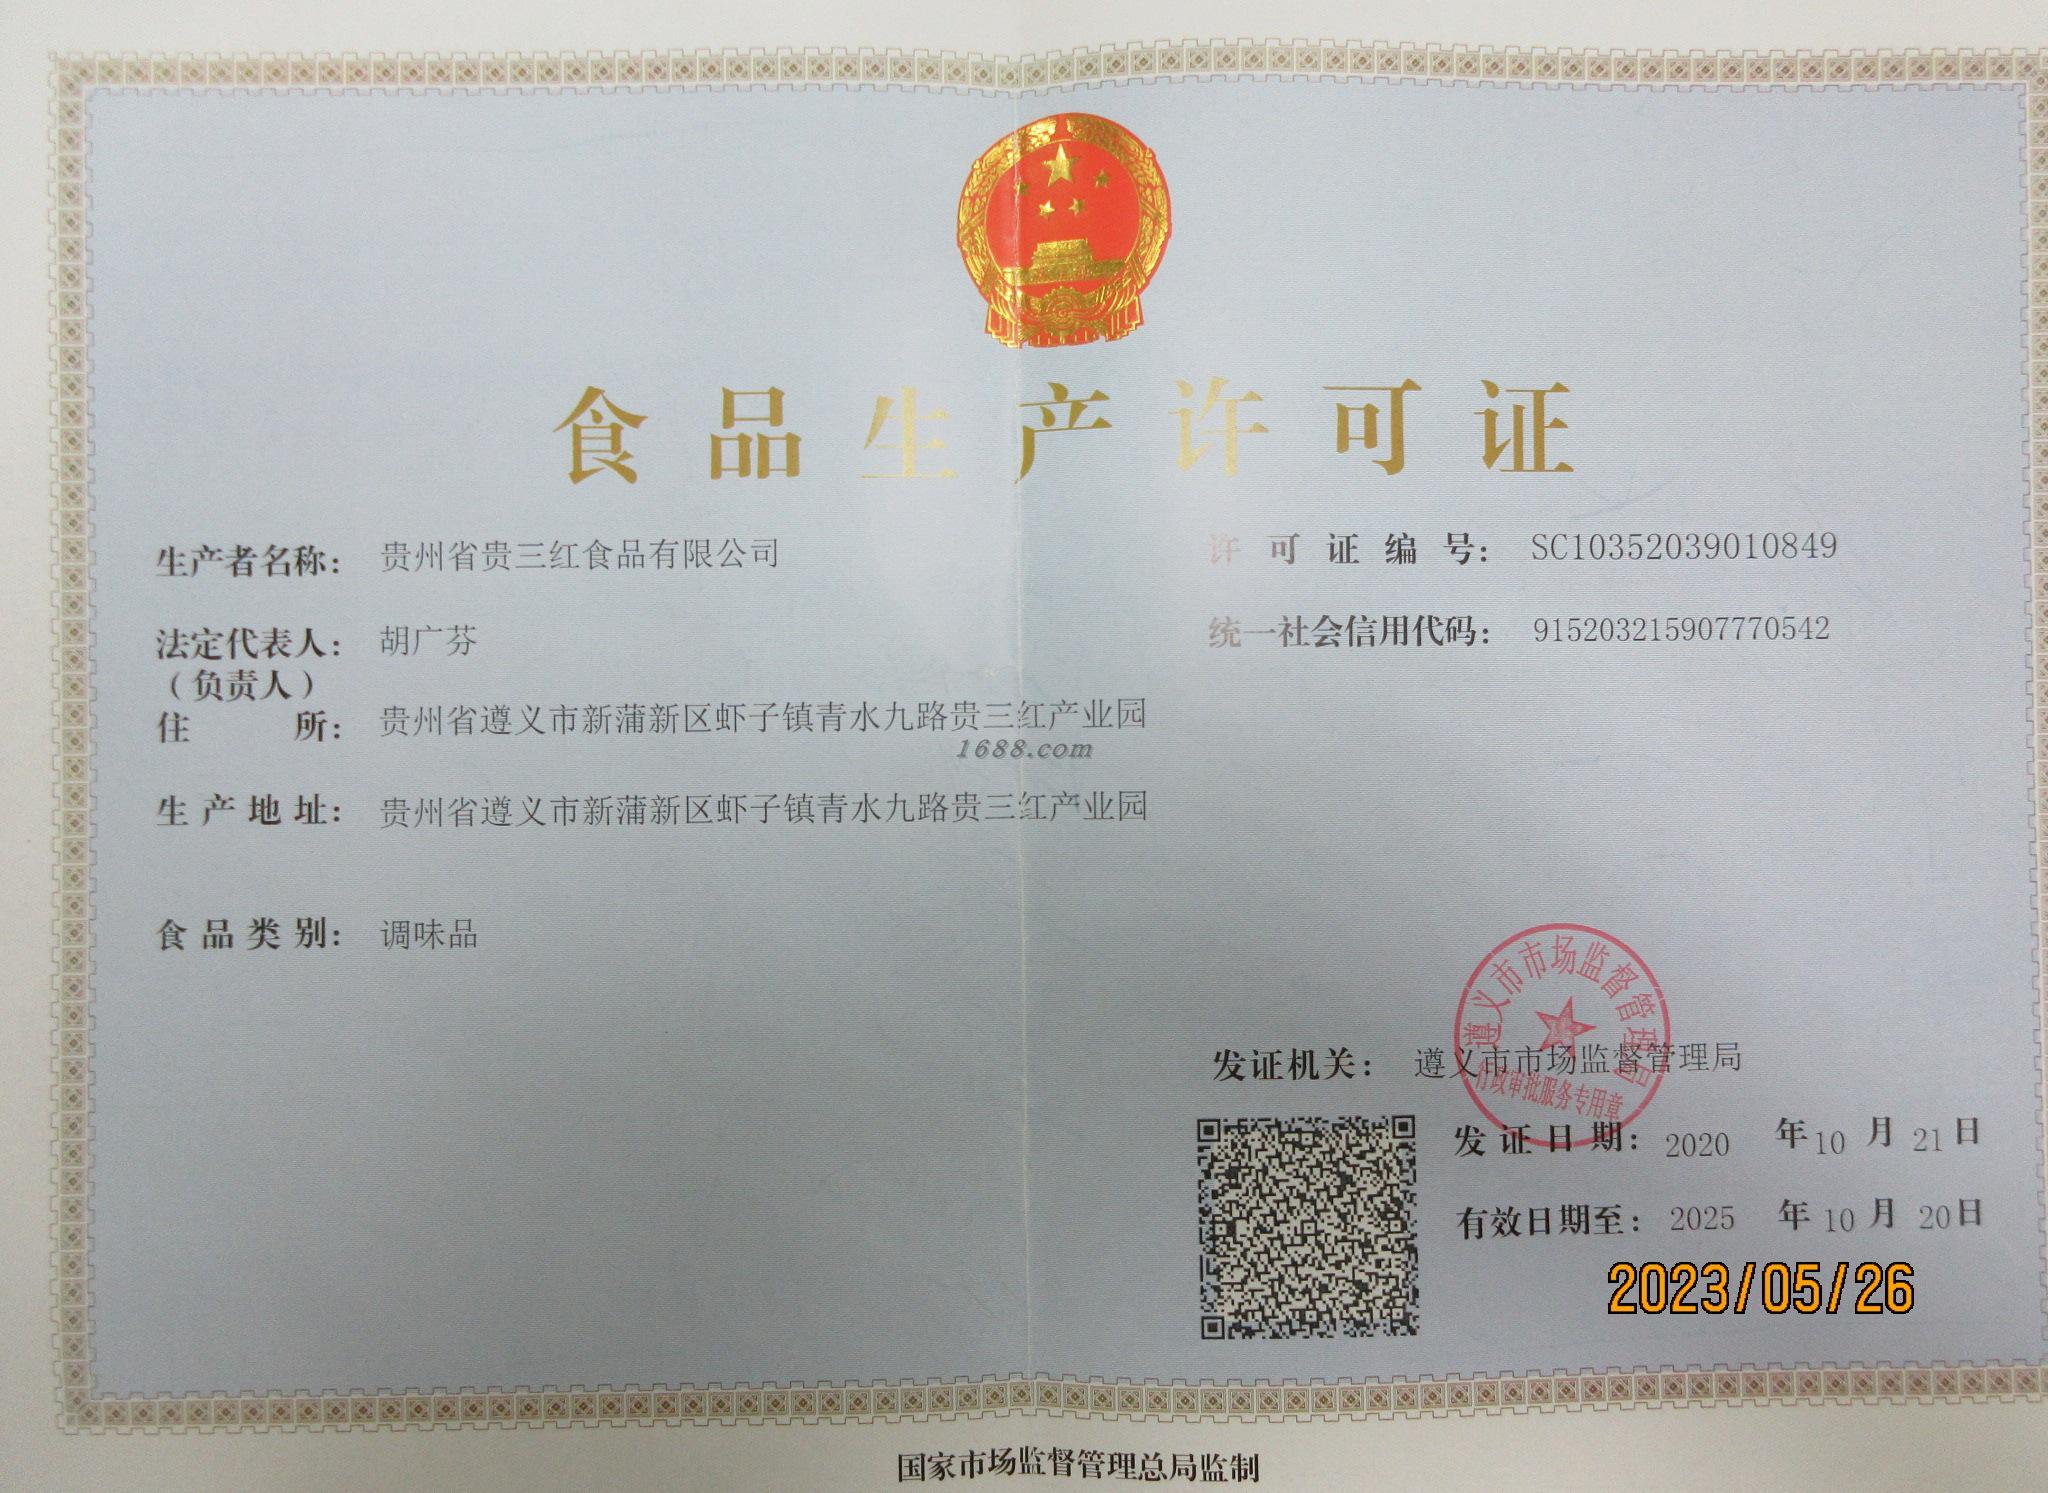 食品生产许可证
生产者名称： 贵州省贵三红食品有限公司
许可证编号： SC10352039010849
法定代表人： 胡广芬
（负责人）
统一社会信用代码： 915203215907770542
住所： 贵州省遵义市新蒲新区虾子镇青水九路贵三红产业园
1688.com
生产地址： 贵州省遵义市新蒲新区虾子镇青水九路贵三红产业园
食品类别： 调味品
遵义市市场监督管理局
行政审批服务专用章
发证机关： 遵义市市场监督管理局
发证日期： 2020 年 10 月 21 日
有效日期至： 2025 年 10 月 20 日
2023/05/26
国家市场监督管理总局监制